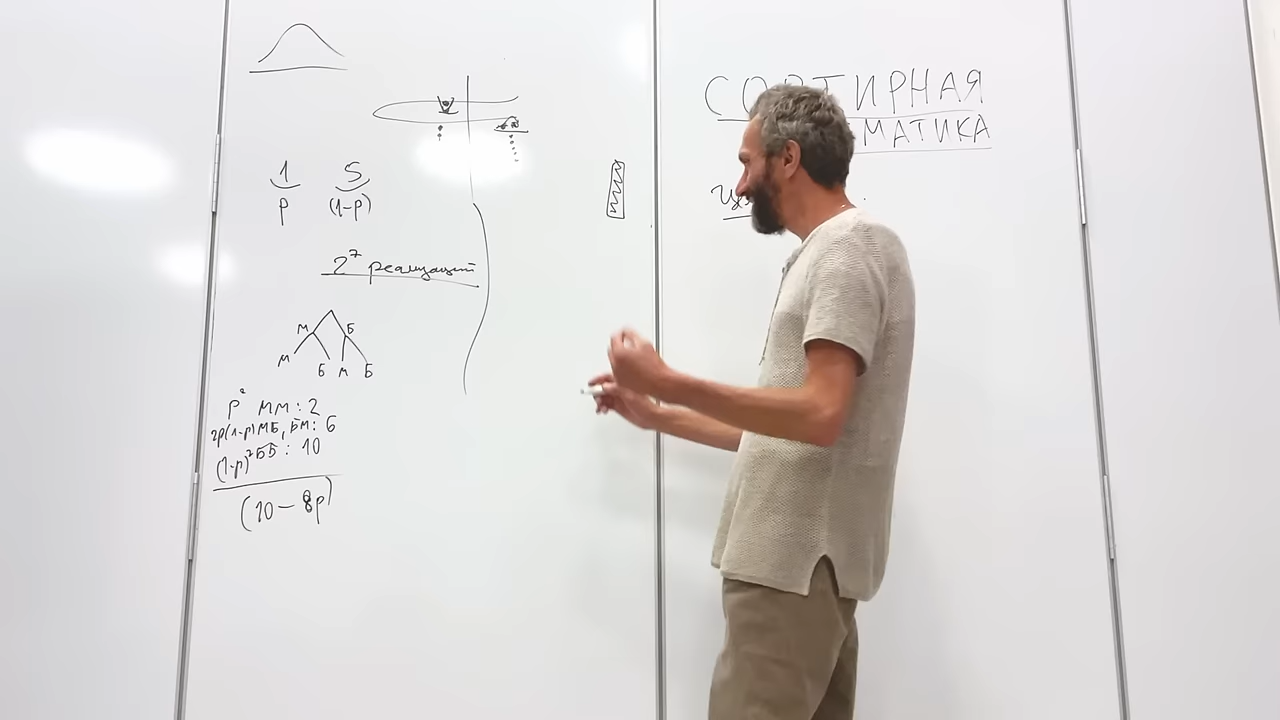 1 5
p (1-p)
2⁷ реализаций
М Б
М Б М Б
p² ММ: 2
2p(1-p) МБ, БМ: 6
(1-p)² ББ: 10
(10 - 8p)
ТИРНАЯ
МАТИКА